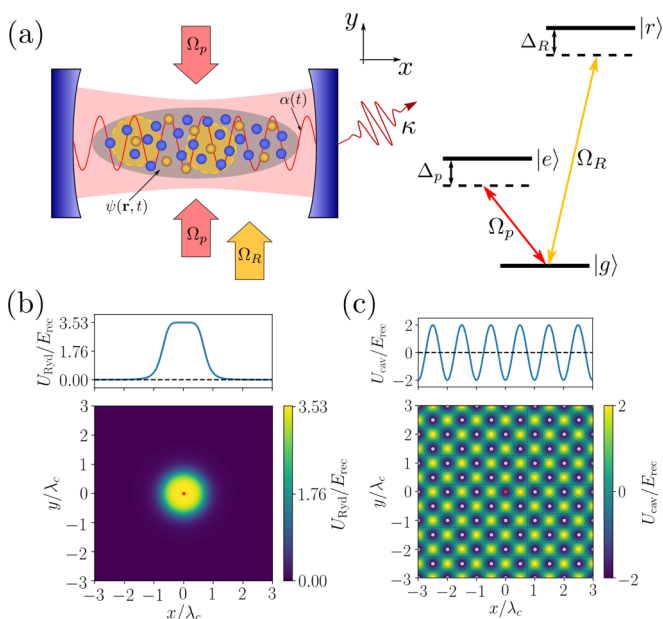 (a)
Ω_p
y
x
α(t)
κ
ψ(r, t)
Ω_p
Ω_R
|r⟩
Δ_R
|e⟩
Δ_p
Ω_R
Ω_p
|g⟩
(b)
U_Ryd/E_rec
3.53
1.76
0.00
3
2
1
0
−1
−2
−3
y/λ_c
−3 −2 −1 0 1 2 3
x/λ_c
3.53
1.76
0.00
U_Ryd/E_rec
(c)
U_cav/E_rec
2
0
−2
3
2
1
0
−1
−2
−3
y/λ_c
−3 −2 −1 0 1 2 3
x/λ_c
2
0
−2
U_cav/E_rec